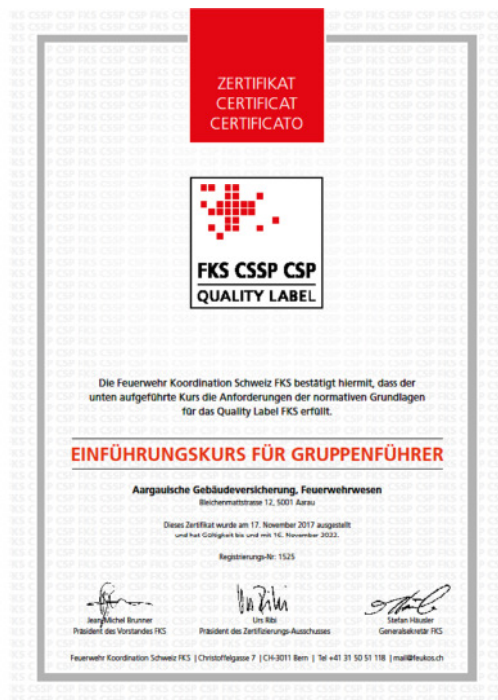 ZERTIFIKAT
CERTIFICAT
CERTIFICATO
FKS CSSP CSP
QUALITY LABEL
Die Feuerwehr Koordination Schweiz FKS bestätigt hiermit, dass der
unten aufgeführte Kurs die Anforderungen der normativen Grundlagen
für das Quality Label FKS erfüllt.
EINFÜHRUNGSKURS FÜR GRUPPENFÜHRER
Aargauische Gebäudeversicherung, Feuerwehrwesen
Bleichenmattstrasse 12, 5001 Aarau
Dieses Zertifikat wurde am 17. November 2017 ausgestellt
und hat Gültigkeit bis und mit 16. November 2022.
Registrierungs-Nr: 1525
Jean-Michel Brunner
Präsident des Vorstandes FKS
Urs Ribi
Präsident des Zertifizierungs-Ausschusses
Stefan Häusler
Generalsekretär FKS
Feuerwehr Koordination Schweiz FKS | Christoffelgasse 7 | CH-3011 Bern | Tel +41 31 50 51 118 | mail@feukos.ch